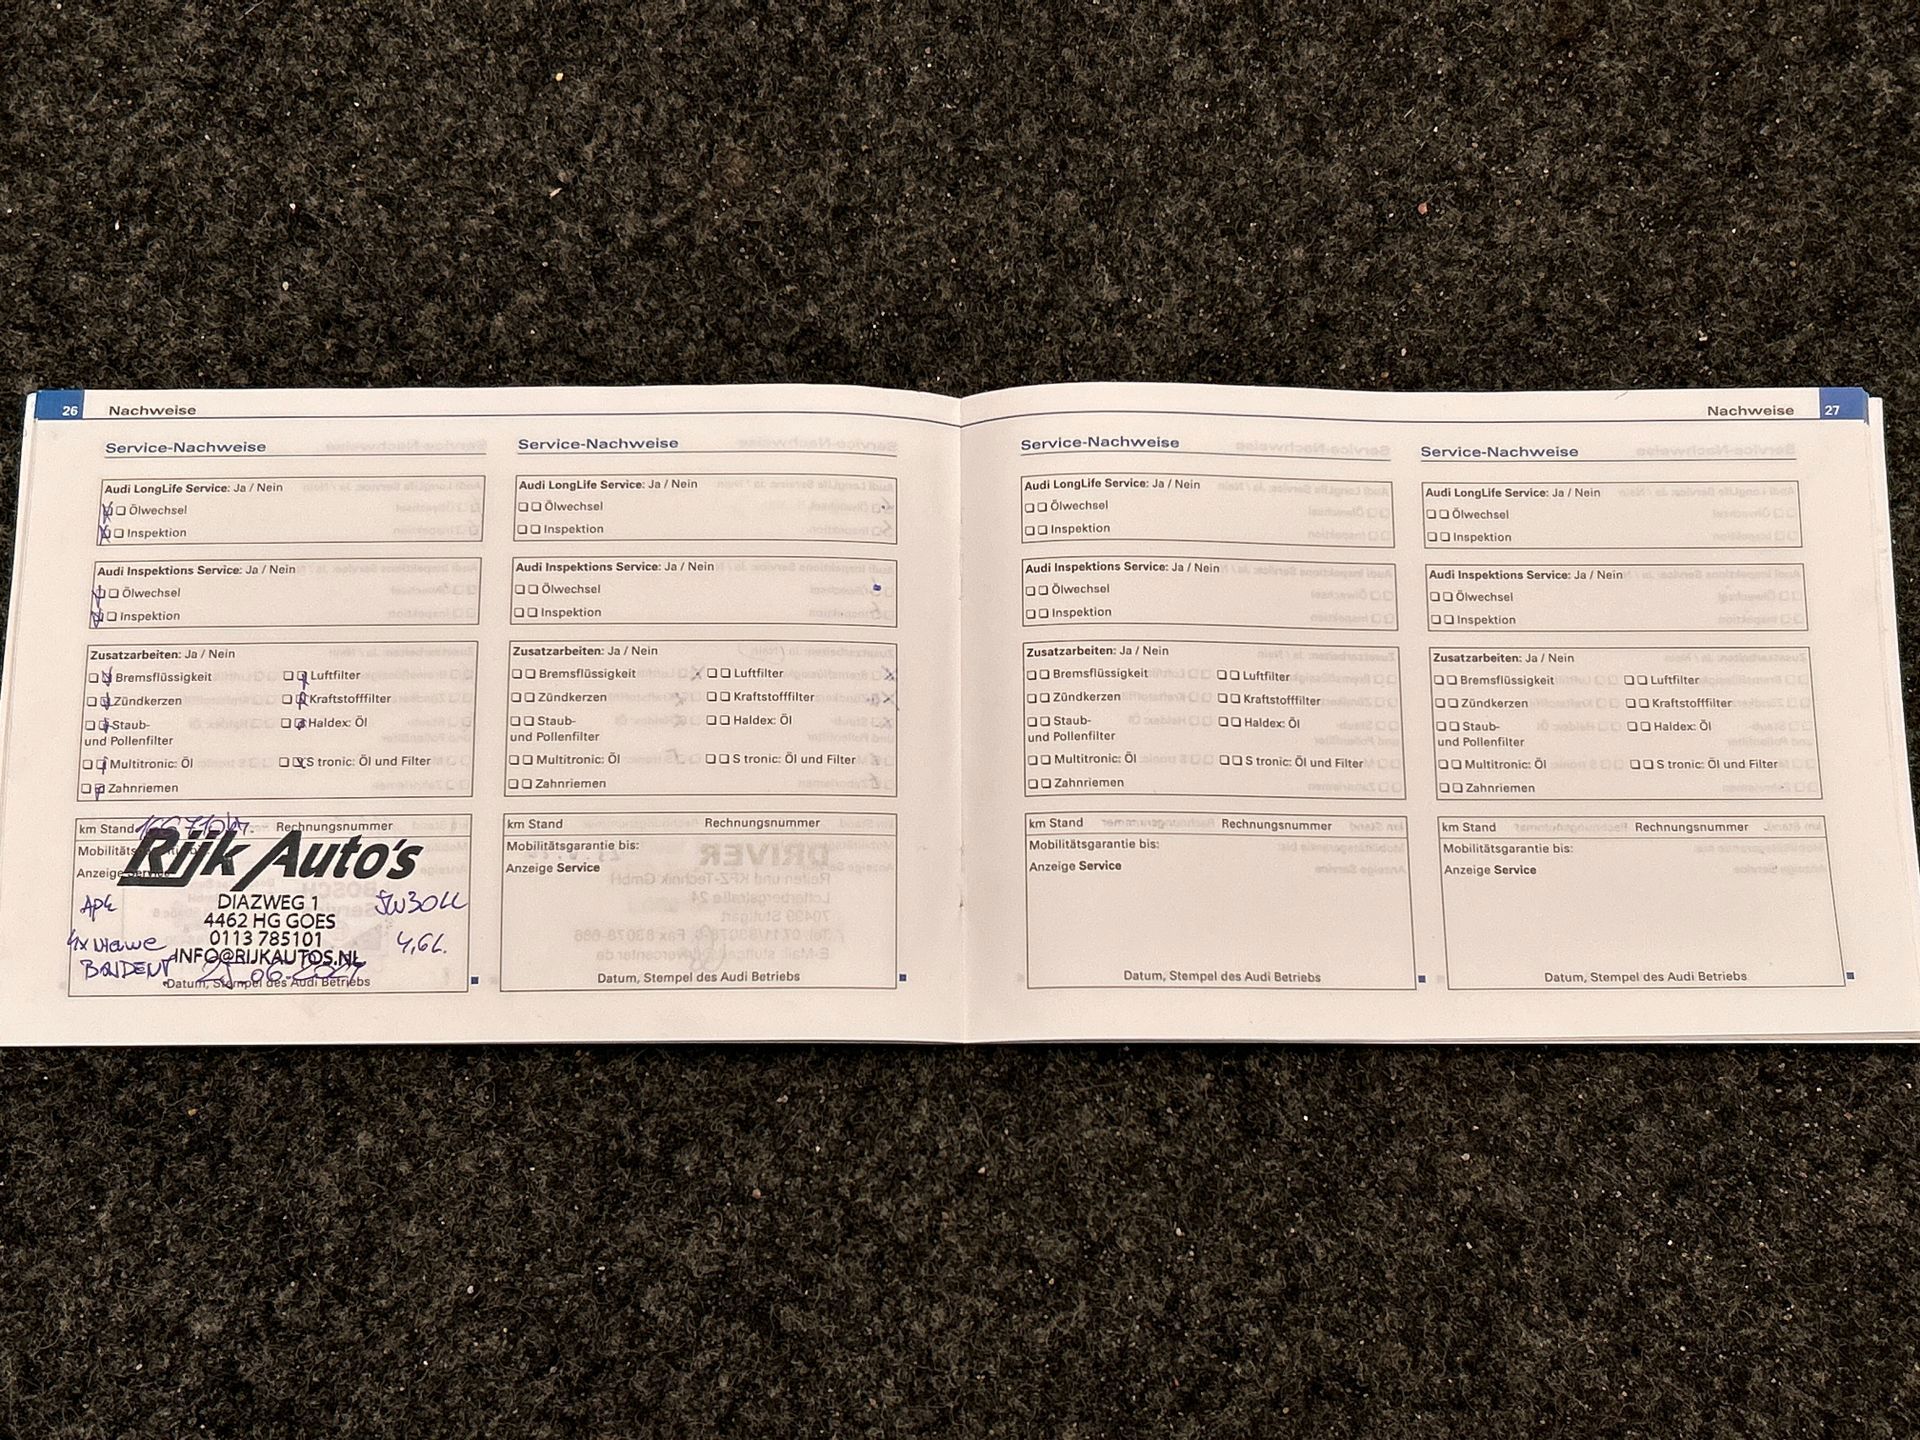 26 Nachweise
Service-Nachweise
Audi LongLife Service: Ja / Nein
Ölwechsel
Inspektion
Audi Inspektions Service: Ja / Nein
Ölwechsel
Inspektion
Zusatzarbeiten: Ja / Nein
Bremsflüssigkeit Luftfilter
Zündkerzen Kraftstofffilter
Staub- Haldex: Öl
und Pollenfilter
Multitronic: Öl S tronic: Öl und Filter
Zahnriemen
km Stand Rechnungsnummer
Mobilitäts
Anzeige Service
Rijk Auto's
DIAZWEG 1
4462 HG GOES
0113 785101
INFO@RIJKAUTOS.NL
APK 5W30LL
4x nieuwe 4,6L.
BANDEN
Datum, Stempel des Audi Betriebs
Service-Nachweise
Audi LongLife Service: Ja / Nein
Ölwechsel
Inspektion
Audi Inspektions Service: Ja / Nein
Ölwechsel
Inspektion
Zusatzarbeiten: Ja / Nein
Bremsflüssigkeit Luftfilter
Zündkerzen Kraftstofffilter
Staub- Haldex: Öl
und Pollenfilter
Multitronic: Öl S tronic: Öl und Filter
Zahnriemen
km Stand Rechnungsnummer
Mobilitätsgarantie bis:
Anzeige Service
Datum, Stempel des Audi Betriebs
Nachweise 27
Service-Nachweise
Audi LongLife Service: Ja / Nein
Ölwechsel
Inspektion
Audi Inspektions Service: Ja / Nein
Ölwechsel
Inspektion
Zusatzarbeiten: Ja / Nein
Bremsflüssigkeit Luftfilter
Zündkerzen Kraftstofffilter
Staub- Haldex: Öl
und Pollenfilter
Multitronic: Öl S tronic: Öl und Filter
Zahnriemen
km Stand Rechnungsnummer
Mobilitätsgarantie bis:
Anzeige Service
Datum, Stempel des Audi Betriebs
Service-Nachweise
Audi LongLife Service: Ja / Nein
Ölwechsel
Inspektion
Audi Inspektions Service: Ja / Nein
Ölwechsel
Inspektion
Zusatzarbeiten: Ja / Nein
Bremsflüssigkeit Luftfilter
Zündkerzen Kraftstofffilter
Staub- Haldex: Öl
und Pollenfilter
Multitronic: Öl S tronic: Öl und Filter
Zahnriemen
km Stand Rechnungsnummer
Mobilitätsgarantie bis:
Anzeige Service
Datum, Stempel des Audi Betriebs